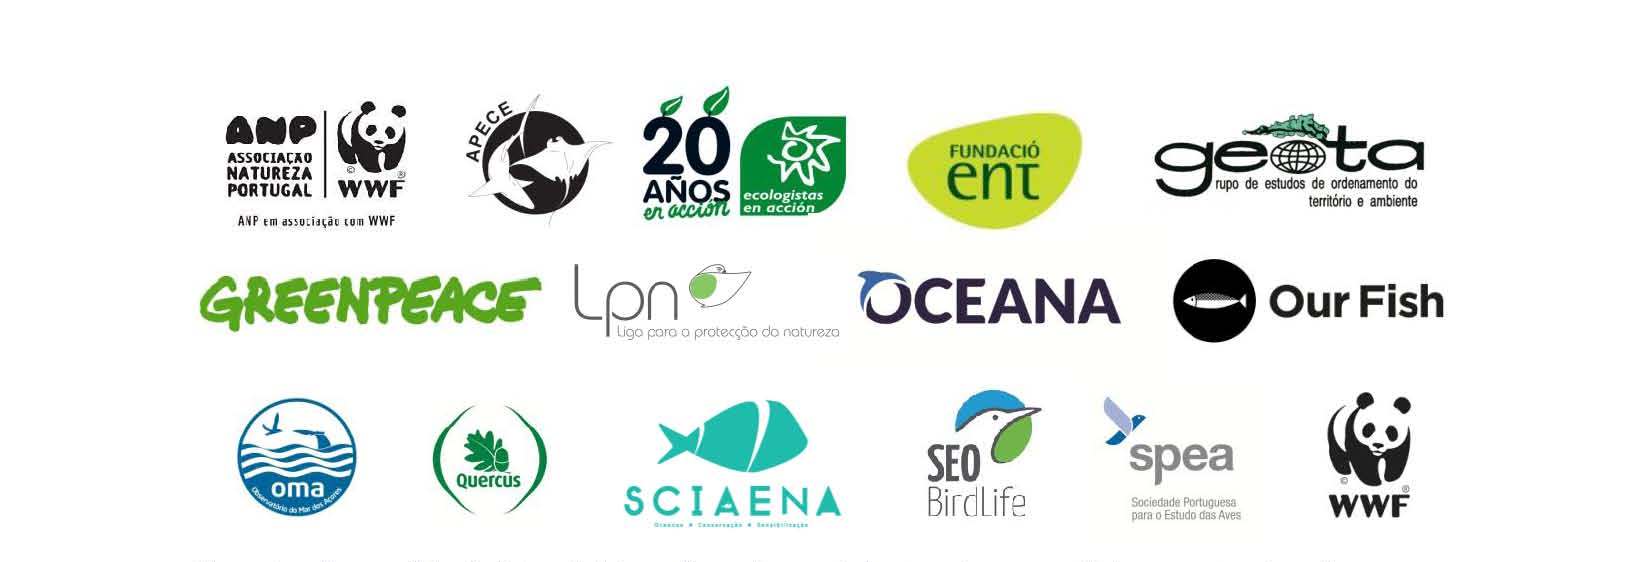 ANP
ASSOCIAÇÃO
NATUREZA
PORTUGAL
WWF
ANP em associação com WWF
APECE
20
AÑOS
en acción
ecologistas
en acción
FUNDACIÓ
ent
geota
rupo de estudos de ordenamento do
território e ambiente
GREENPEACE
Lpn
Liga para a protecção da natureza
OCEANA
Our Fish
oma
Observatório do Mar dos Açores
Quercus
SCIAENA
Oceanos • Conservação • Sensibilização
SEO
BirdLife
spea
Sociedade Portuguesa
para o Estudo das Aves
WWF